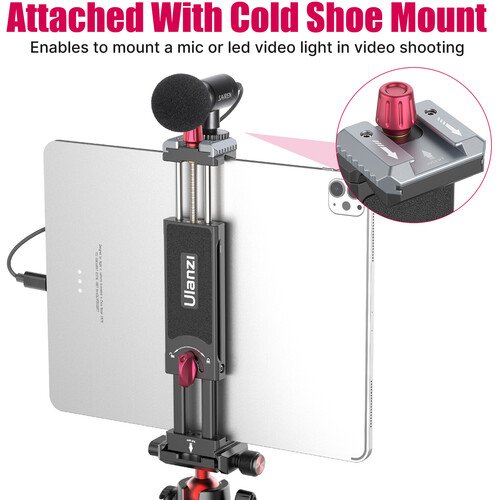 Attached With Cold Shoe Mount
Enables to mount a mic or led video light in video shooting
Ulanzi